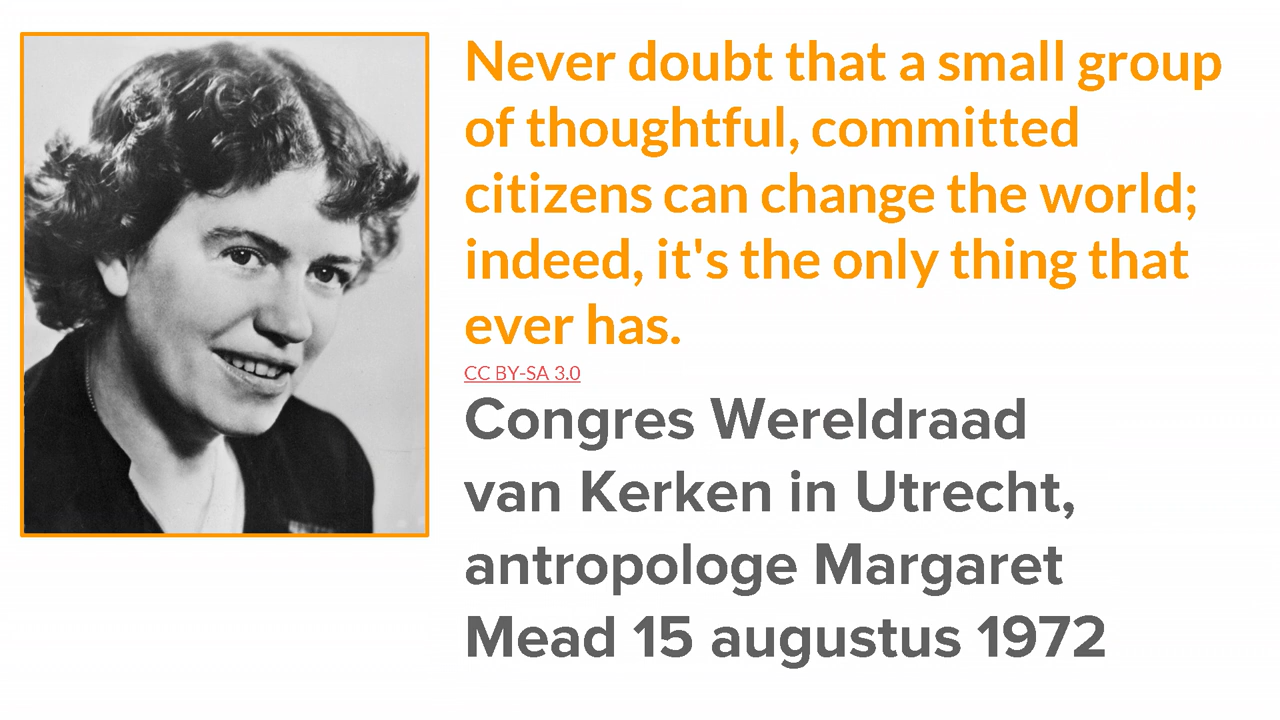 Never doubt that a small group
of thoughtful, committed
citizens can change the world;
indeed, it's the only thing that
ever has.
CC BY-SA 3.0
Congres Wereldraad
van Kerken in Utrecht,
antropologe Margaret
Mead 15 augustus 1972